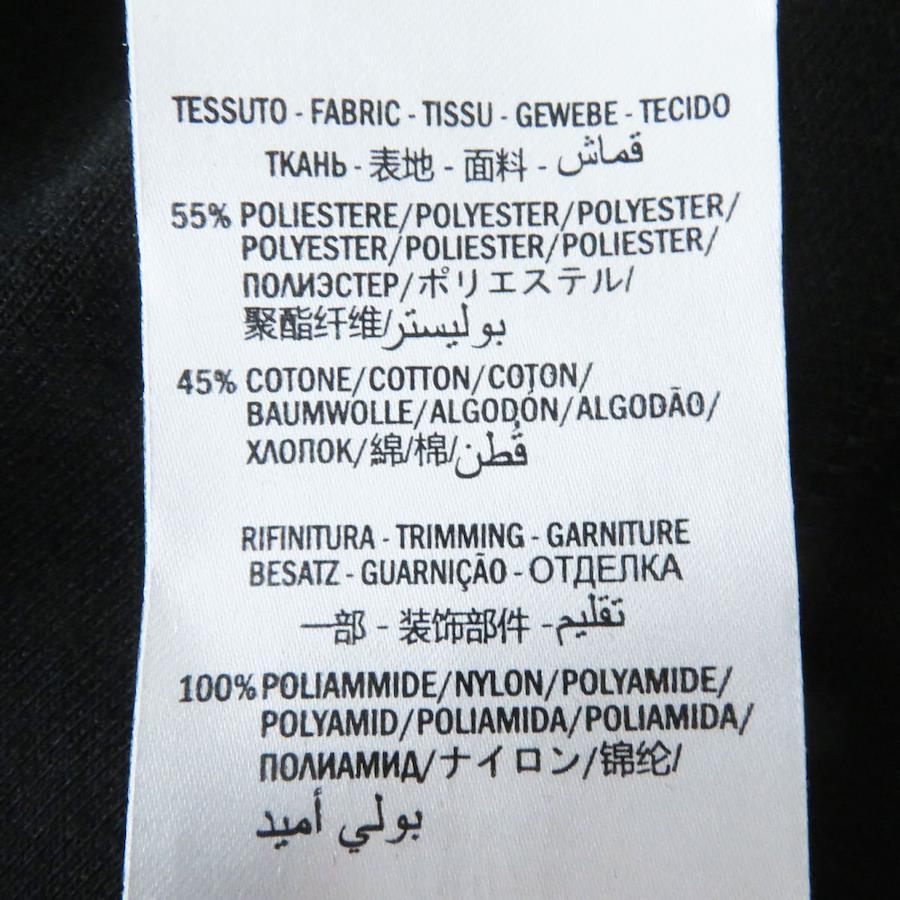 TESSUTO - FABRIC - TISSU - GEWEBE - TECIDO
ТКАНЬ - 表地 - 面料 - قماش
55% POLIESTERE/POLYESTER/POLYESTER/
POLYESTER/POLIESTER/POLIESTER/
ПОЛИЭСТЕР/ポリエステル/
聚酯纤维/بوليستر
45% COTONE/COTTON/COTON/
BAUMWOLLE/ALGODÓN/ALGODÃO/
ХЛОПОК/綿/棉/قُطن
RIFINITURA - TRIMMING - GARNITURE
BESATZ - GUARNIÇÃO - ОТДЕЛКА
一部 - 装饰部件 - تقليم
100% POLIAMMIDE/NYLON/POLYAMIDE/
POLYAMID/POLIAMIDA/POLIAMIDA/
ПОЛИАМИД/ナイロン/锦纶/
بولي أميد